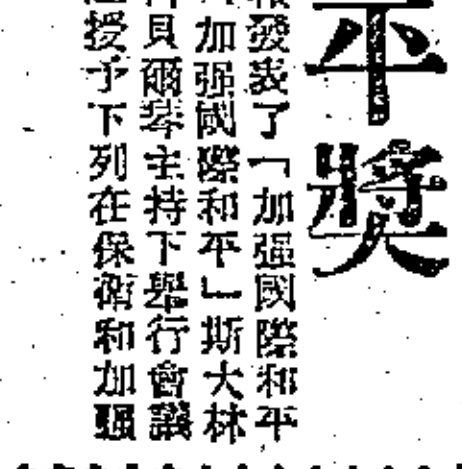 平獎
發表了「加强國際和平
加强國際和平」斯大林
貝爾琴主持下舉行會議
授予下列在保衛和加强